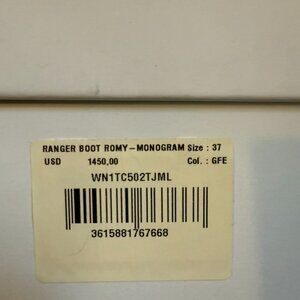 RANGER BOOT ROMY-MONOGRAM Size : 37
USD 1450,00 Col. : GFE
WN1TC502TJML
3615881767668